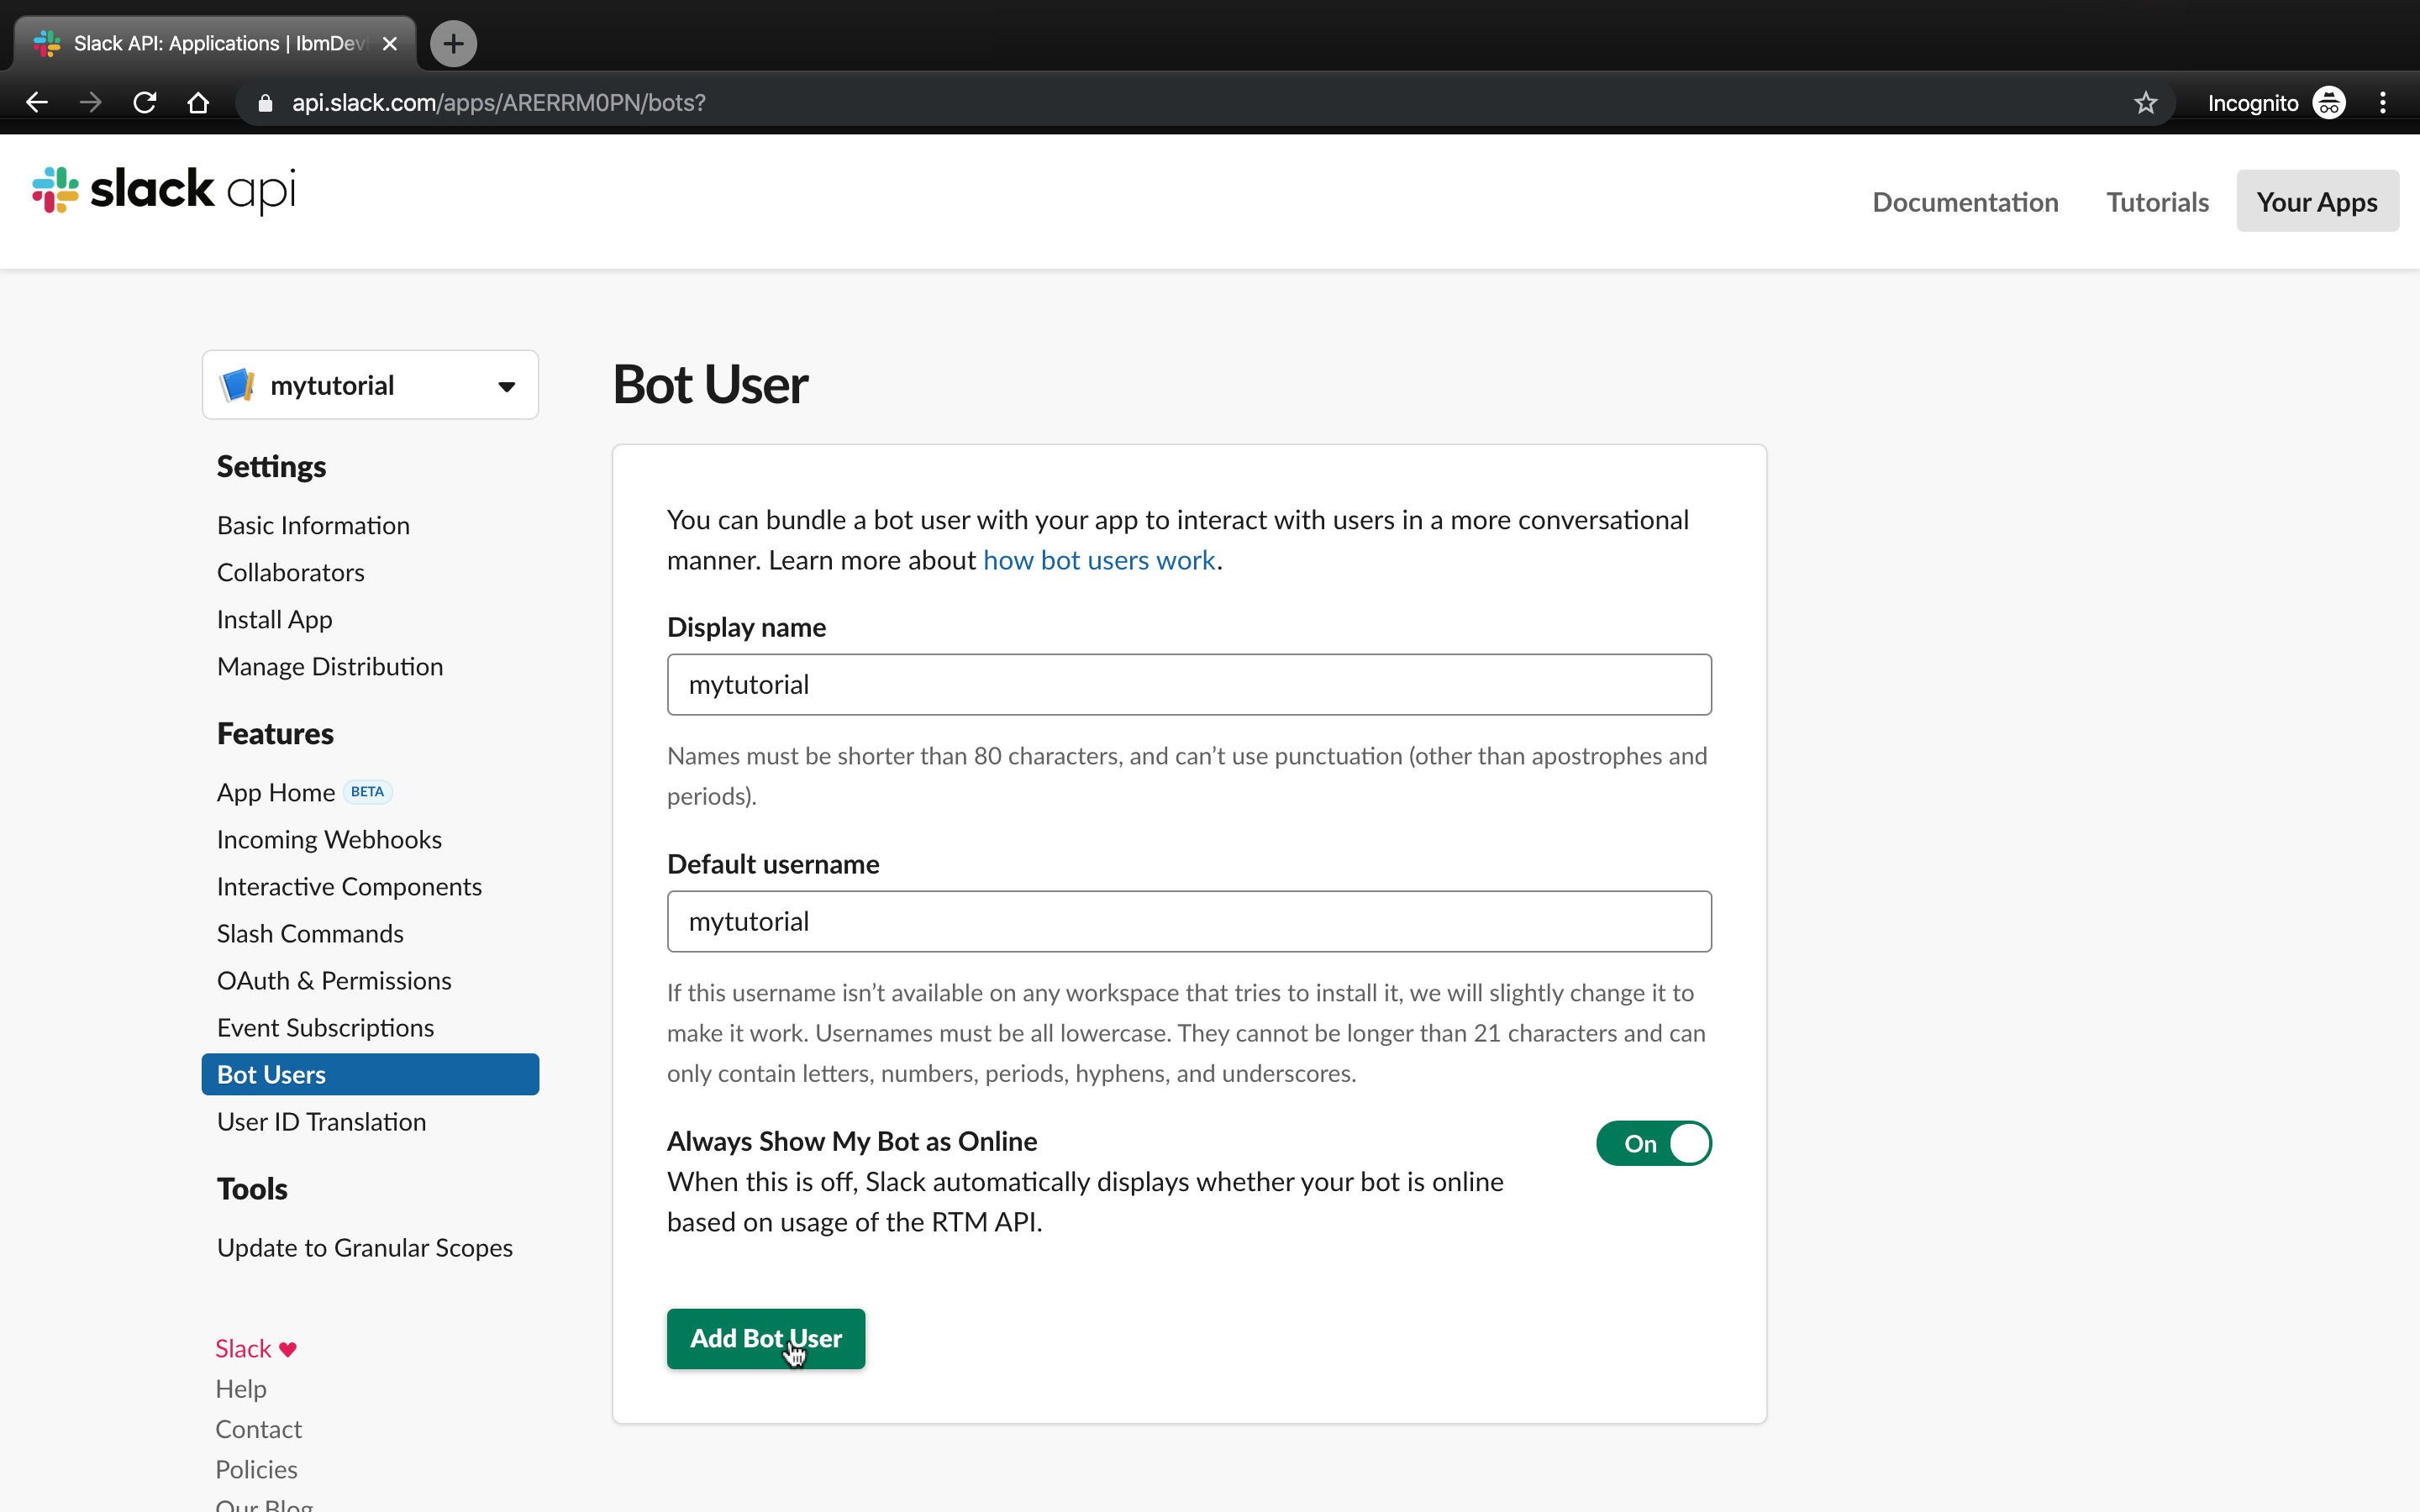 Slack API: Applications | IbmDev
api.slack.com/apps/ARERRM0PN/bots?
Incognito
slack api
Documentation
Tutorials
Your Apps
mytutorial
Settings
Basic Information
Collaborators
Install App
Manage Distribution
Features
App Home BETA
Incoming Webhooks
Interactive Components
Slash Commands
OAuth & Permissions
Event Subscriptions
Bot Users
User ID Translation
Tools
Update to Granular Scopes
Slack ♥
Help
Contact
Policies
Our Blog
Bot User
You can bundle a bot user with your app to interact with users in a more conversational
manner. Learn more about how bot users work.
Display name
mytutorial
Names must be shorter than 80 characters, and can’t use punctuation (other than apostrophes and
periods).
Default username
mytutorial
If this username isn’t available on any workspace that tries to install it, we will slightly change it to
make it work. Usernames must be all lowercase. They cannot be longer than 21 characters and can
only contain letters, numbers, periods, hyphens, and underscores.
Always Show My Bot as Online
On
When this is off, Slack automatically displays whether your bot is online
based on usage of the RTM API.
Add Bot User